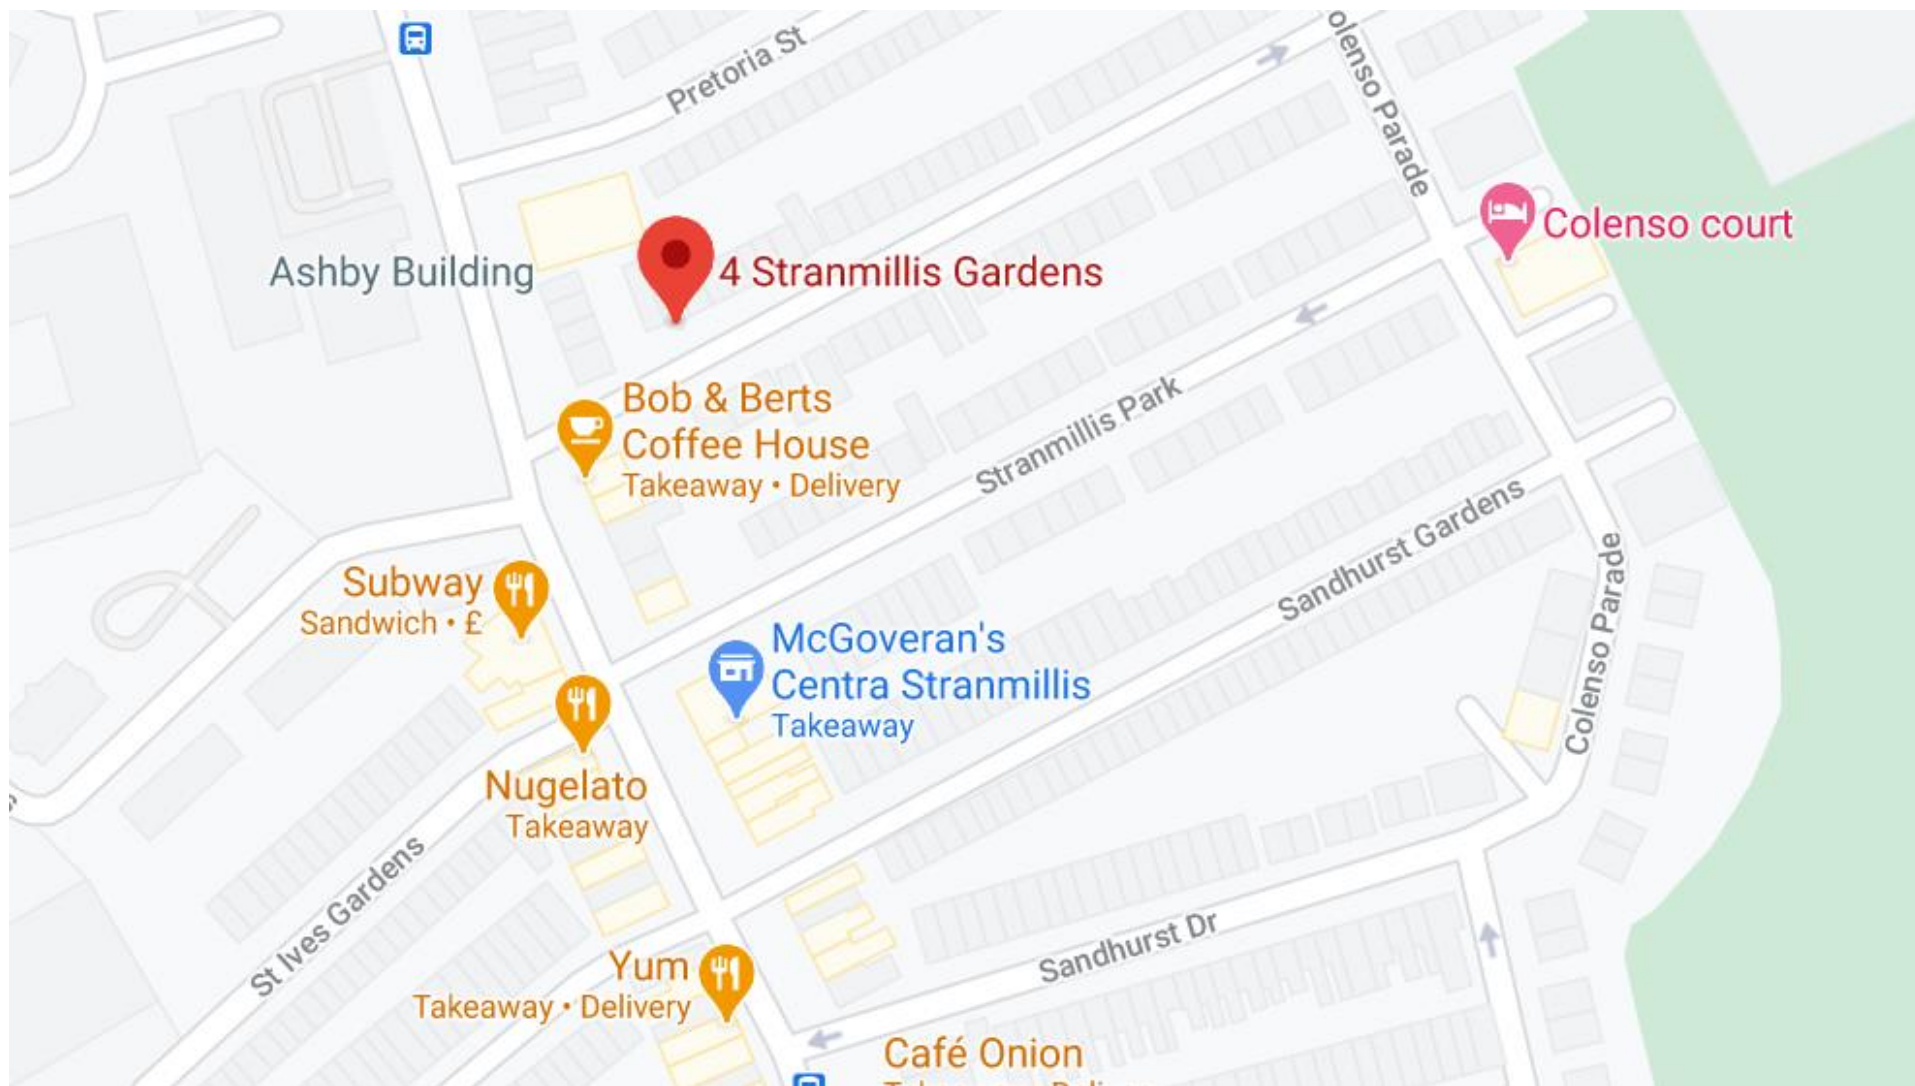 Pretoria St
olenso Parade
Colenso court
Ashby Building
4 Stranmillis Gardens
Bob & Berts
Coffee House
Takeaway • Delivery
Stranmillis Park
Sandhurst Gardens
Subway
Sandwich • £
McGoveran's
Centra Stranmillis
Takeaway
Colenso Parade
Nugelato
Takeaway
St Ives Gardens
Sandhurst Dr
Yum
Takeaway • Delivery
Café Onion